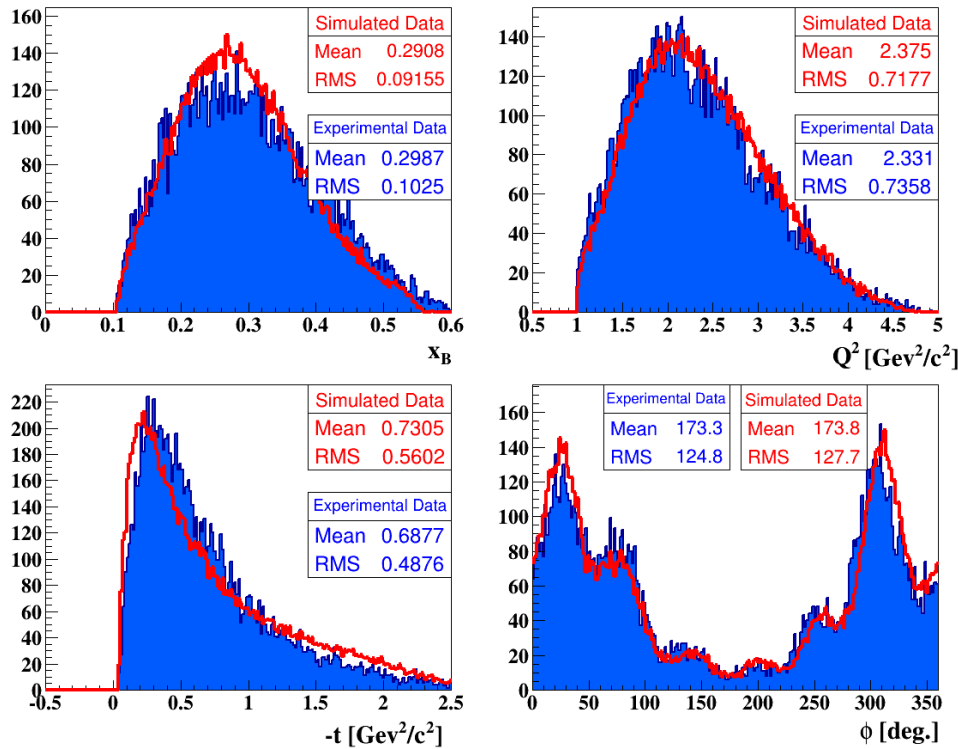 160
140
120
100
80
60
40
20
0
Simulated Data
Mean 0.2908
RMS 0.09155
Experimental Data
Mean 0.2987
RMS 0.1025
0 0.1 0.2 0.3 0.4 0.5 0.6
x_B
140
120
100
80
60
40
20
0
Simulated Data
Mean 2.375
RMS 0.7177
Experimental Data
Mean 2.331
RMS 0.7358
0.5 1 1.5 2 2.5 3 3.5 4 4.5 5
Q² [Gev²/c²]
220
200
180
160
140
120
100
80
60
40
20
0
Simulated Data
Mean 0.7305
RMS 0.5602
Experimental Data
Mean 0.6877
RMS 0.4876
-0.5 0 0.5 1 1.5 2 2.5
-t [Gev²/c²]
160
140
120
100
80
60
40
20
0
Experimental Data
Mean 173.3
RMS 124.8
Simulated Data
Mean 173.8
RMS 127.7
0 50 100 150 200 250 300 350
ϕ [deg.]